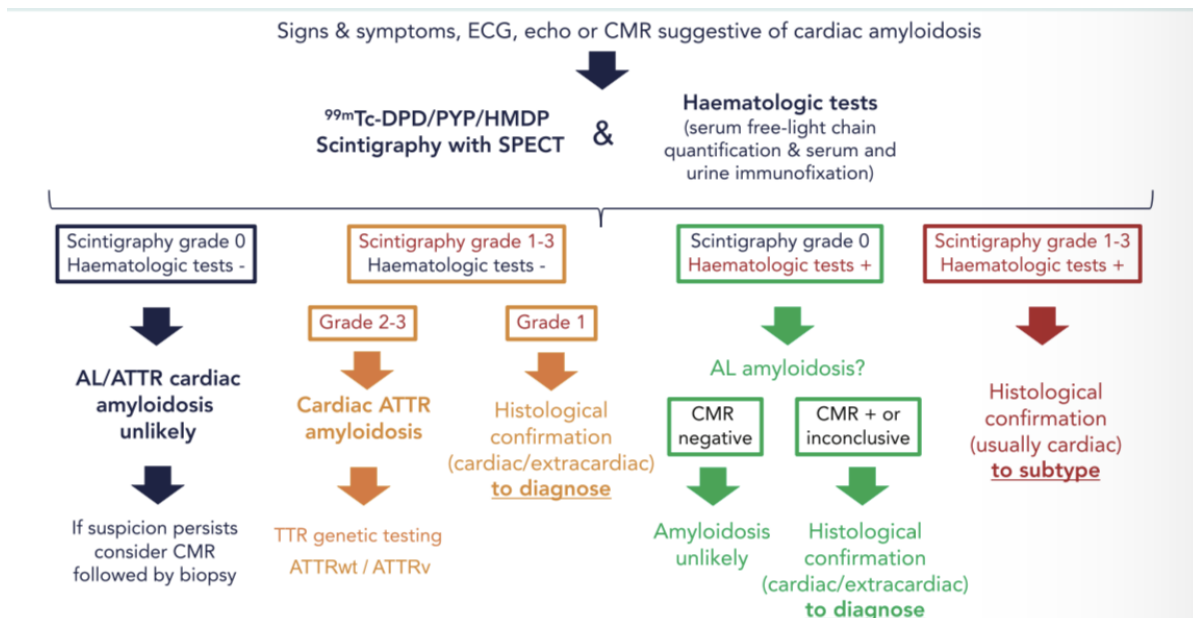 Signs & symptoms, ECG, echo or CMR suggestive of cardiac amyloidosis
99mTc-DPD/PYP/HMDP
Scintigraphy with SPECT
&
Haematologic tests
(serum free-light chain
quantification & serum and
urine immunofixation)
Scintigraphy grade 0
Haematologic tests -
AL/ATTR cardiac
amyloidosis
unlikely
If suspicion persists
consider CMR
followed by biopsy
Scintigraphy grade 1-3
Haematologic tests -
Grade 2-3
Cardiac ATTR
amyloidosis
TTR genetic testing
ATTRwt / ATTRv
Grade 1
Histological
confirmation
(cardiac/extracardiac)
to diagnose
Scintigraphy grade 0
Haematologic tests +
AL amyloidosis?
CMR
negative
Amyloidosis
unlikely
CMR + or
inconclusive
Histological
confirmation
(cardiac/extracardiac)
to diagnose
Scintigraphy grade 1-3
Haematologic tests +
Histological
confirmation
(usually cardiac)
to subtype